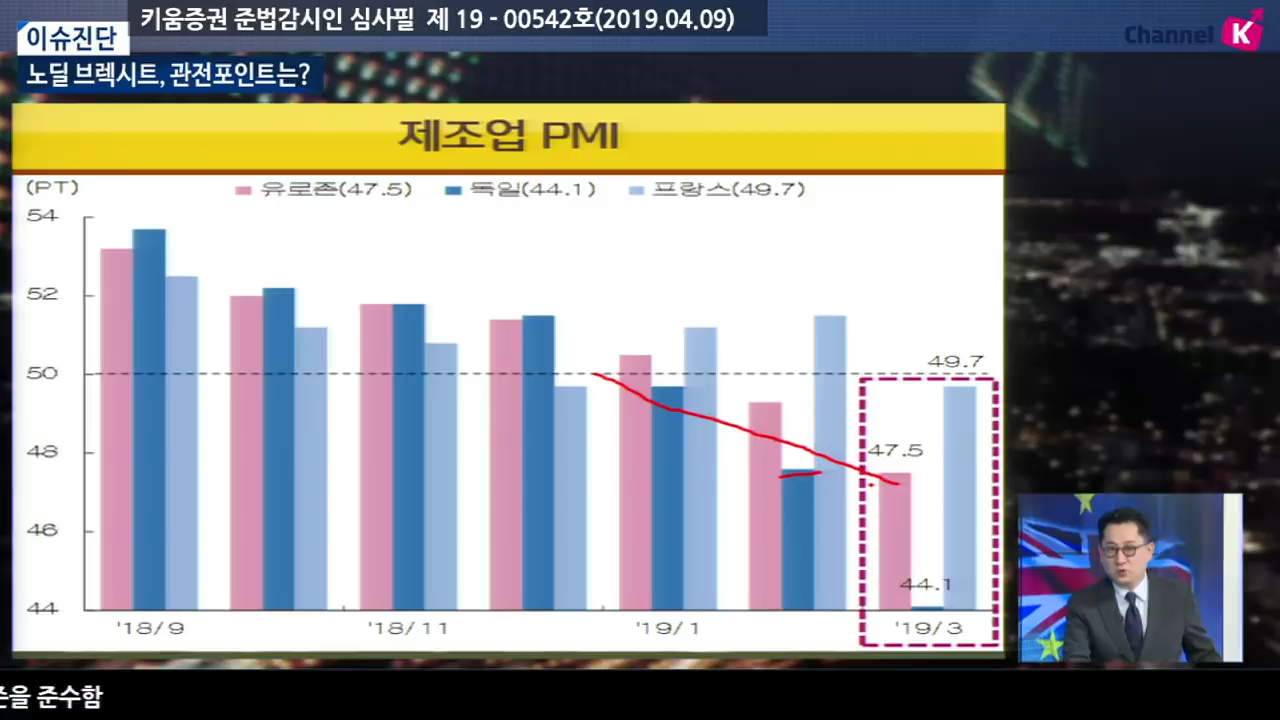 키움증권 준법감시인 심사필 제 19 - 00542호(2019.04.09)
이슈진단
Channel K
노딜 브렉시트, 관전포인트는?
제조업 PMI
(PT)
유로존(47.5) 독일(44.1) 프랑스(49.7)
54
52
50
49.7
48
47.5
46
44.1
44
'18/9 '18/11 '19/1 '19/3
준을 준수함